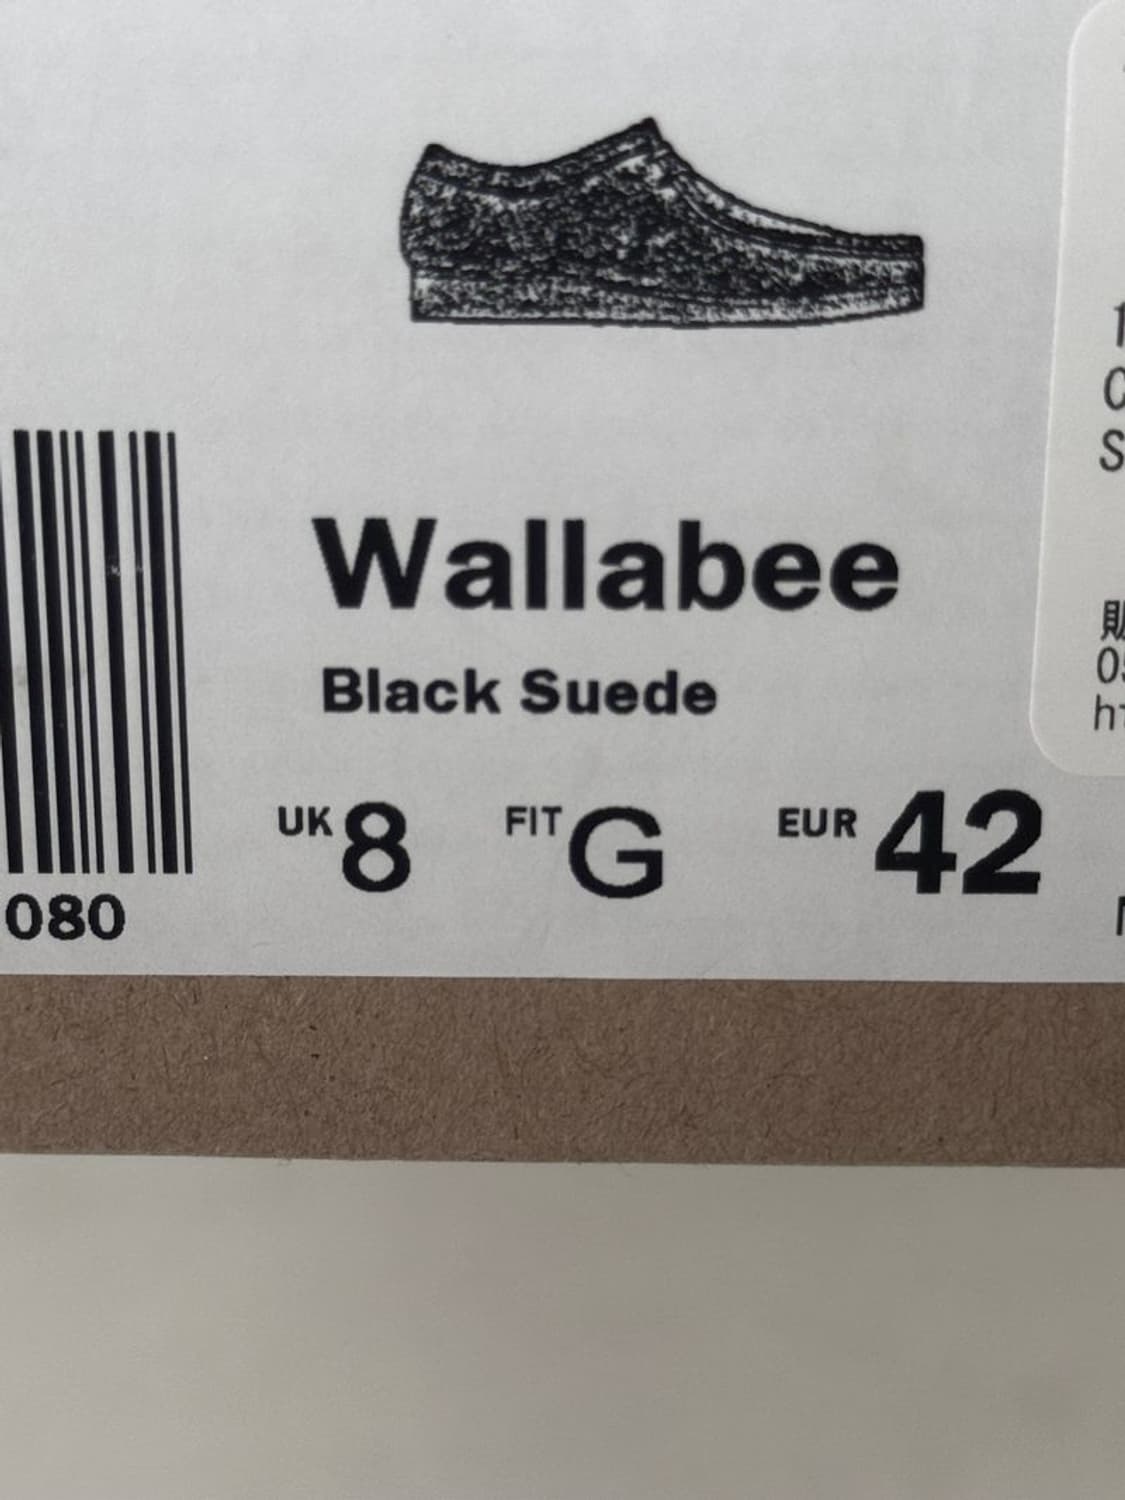 Wallabee
Black Suede
UK 8 FIT G EUR 42
080